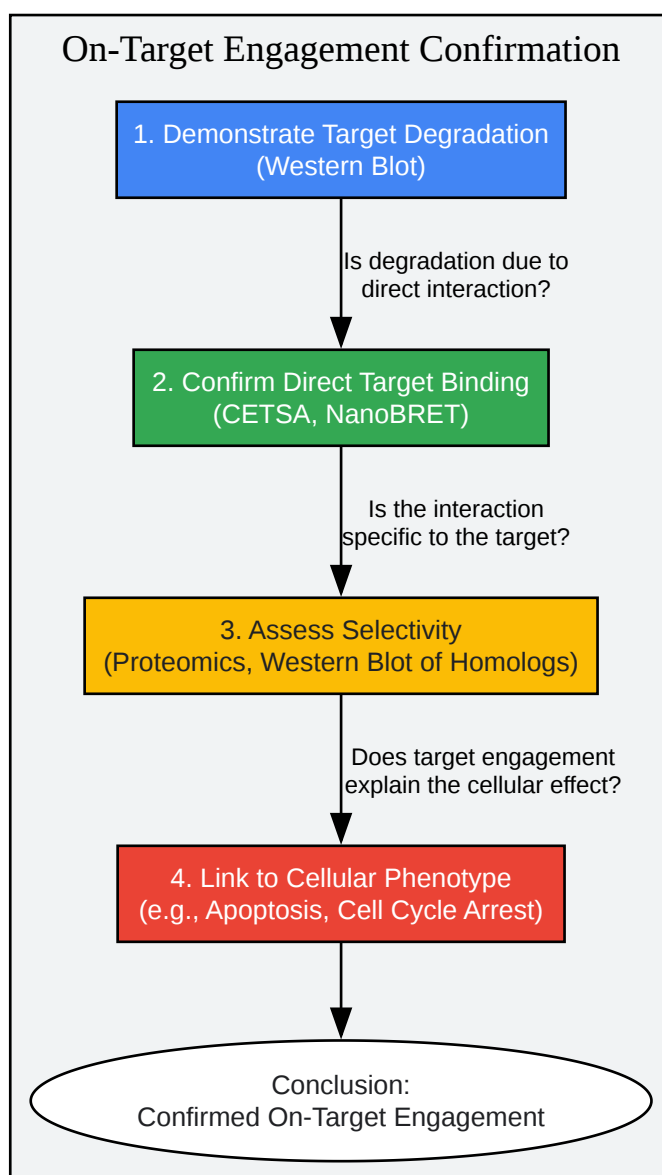 On-Target Engagement Confirmation
1. Demonstrate Target Degradation
(Western Blot)
Is degradation due to
direct interaction?
2. Confirm Direct Target Binding
(CETSA, NanoBRET)
Is the interaction
specific to the target?
3. Assess Selectivity
(Proteomics, Western Blot of Homologs)
Does target engagement
explain the cellular effect?
4. Link to Cellular Phenotype
(e.g., Apoptosis, Cell Cycle Arrest)
Conclusion:
Confirmed On-Target Engagement